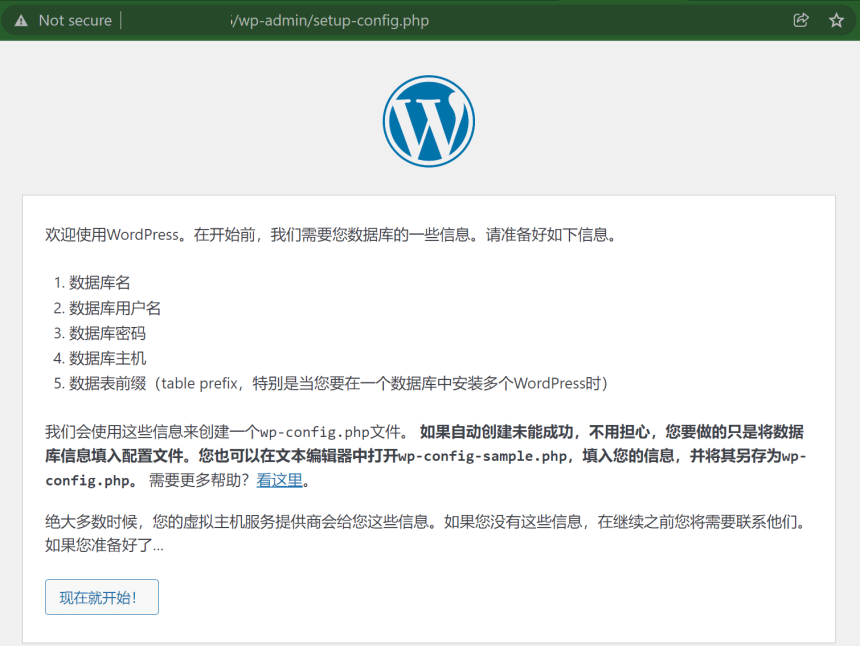 Not secure
/wp-admin/setup-config.php
欢迎使用WordPress。在开始前，我们需要您数据库的一些信息。请准备好如下信息。
1. 数据库名
2. 数据库用户名
3. 数据库密码
4. 数据库主机
5. 数据表前缀（table prefix，特别是当您要在一个数据库中安装多个WordPress时）
我们会使用这些信息来创建一个wp-config.php文件。 如果自动创建未能成功，不用担心，您要做的只是将数据
库信息填入配置文件。您也可以在文本编辑器中打开wp-config-sample.php，填入您的信息，并将其另存为wp-
config.php。 需要更多帮助？看这里。
绝大多数时候，您的虚拟主机服务提供商会给您这些信息。如果您没有这些信息，在继续之前您将需要联系他们。
如果您准备好了...
现在就开始！